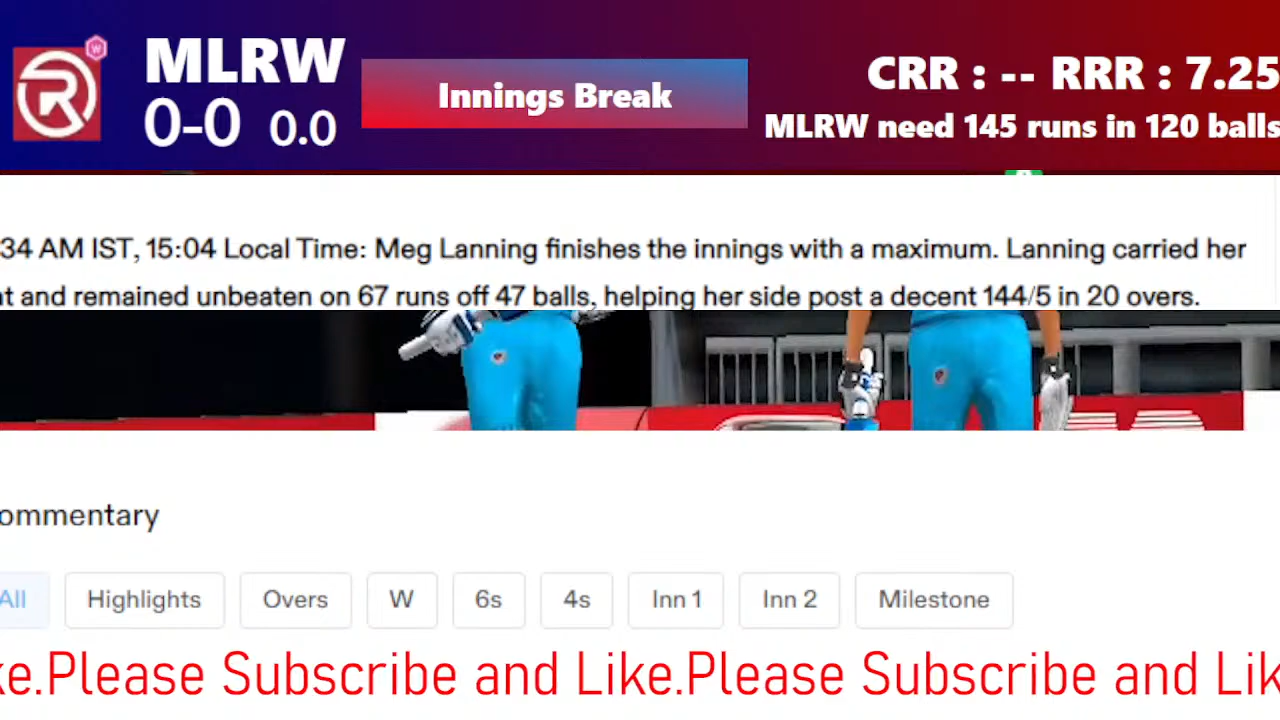 MLRW
0-0 0.0
Innings Break
CRR : -- RRR : 7.25
MLRW need 145 runs in 120 balls
34 AM IST, 15:04 Local Time: Meg Lanning finishes the innings with a maximum. Lanning carried her
and remained unbeaten on 67 runs off 47 balls, helping her side post a decent 144/5 in 20 overs.
ommentary
All Highlights Overs W 6s 4s Inn 1 Inn 2 Milestone
ke.Please Subscribe and Like.Please Subscribe and Lik